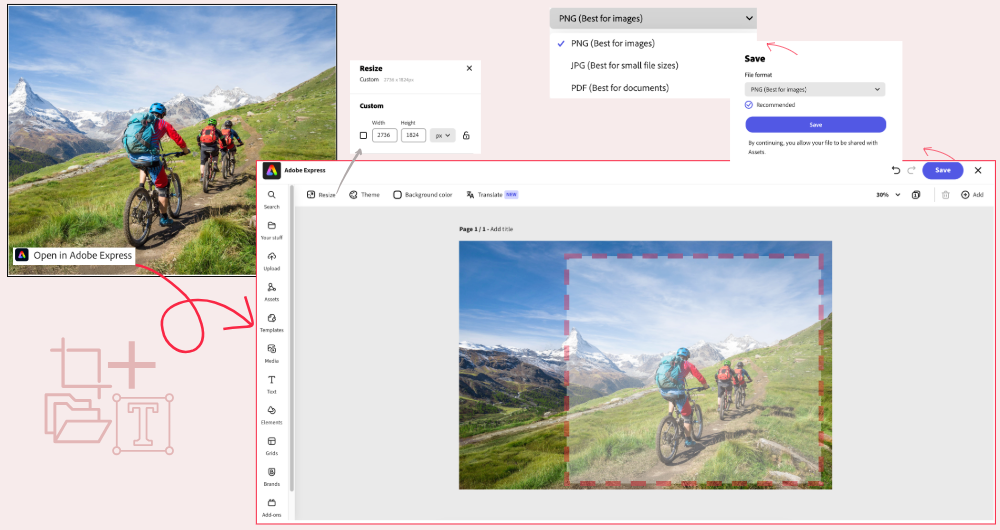 Open in Adobe Express
Resize
Custom 2736 x 1824px
Custom
Width Height
2736 1824 px
PNG (Best for images)
PNG (Best for images)
JPG (Best for small file sizes)
PDF (Best for documents)
Save
File format
PNG (Best for images)
Recommended
Save
By continuing, you allow your file to be shared with
Assets.
Adobe Express
Save
Resize Theme Background color Translate NEW
30%
Add
Search
Your stuff
Upload
Assets
Templates
Media
Text
Elements
Grids
Brands
Add-ons
Page 1 / 1 - Add title
T